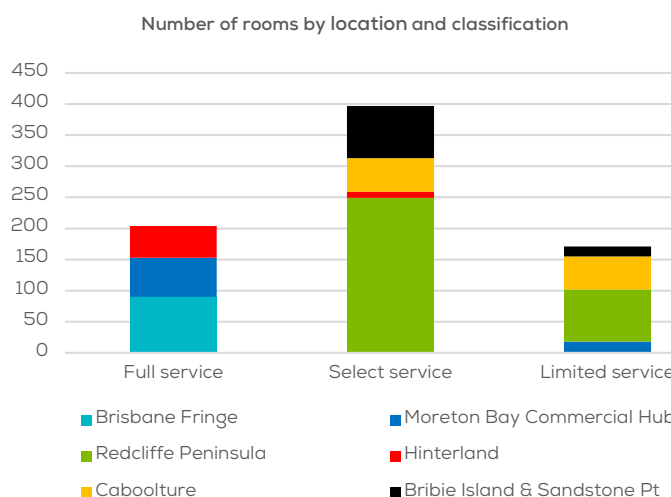 Number of rooms by location and classification
450
400
350
300
250
200
150
100
50
0
Full service Select service Limited service
Brisbane Fringe Moreton Bay Commercial Hub
Redcliffe Peninsula Hinterland
Caboolture Bribie Island & Sandstone Pt